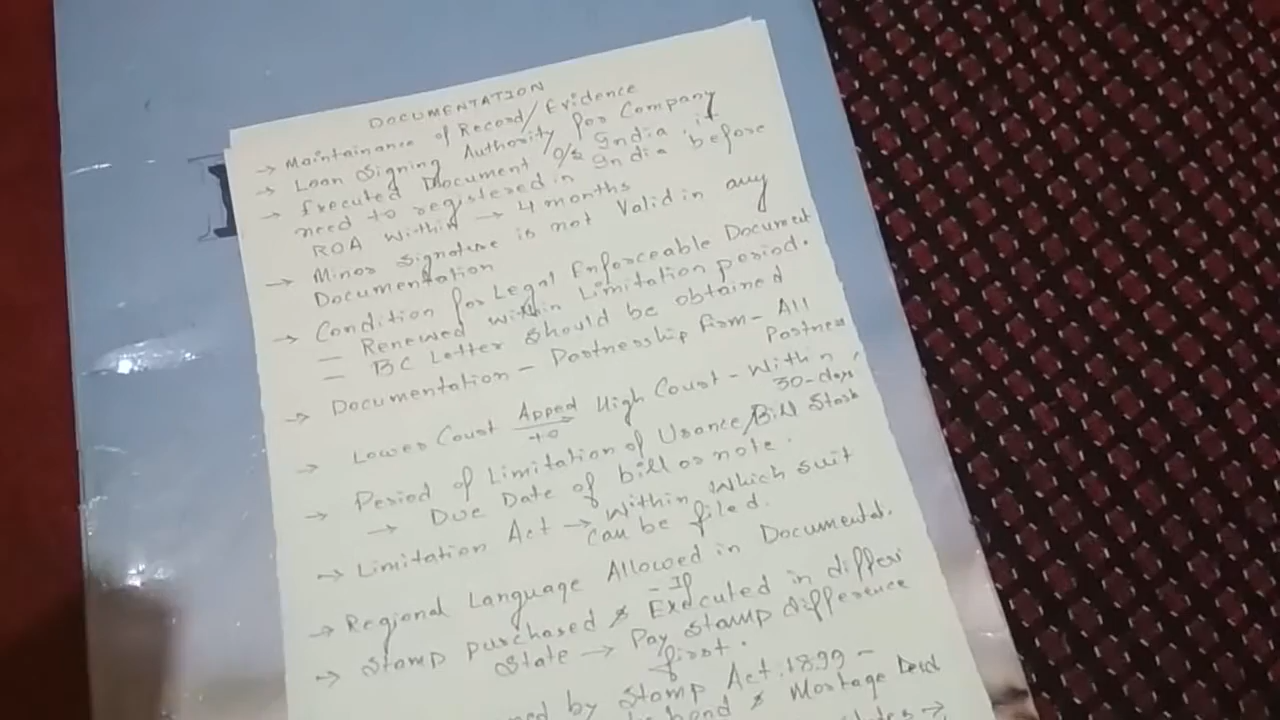 DOCUMENTATION
→ Maintainance of Record/Evidence
→ Loan Signing Authority for Company
→ Executed Document O/s India if
need to registered in India before
ROA within → 4 months
→ Minor signature is not Valid in any
Documentation
→ Condition for Legal Enforceable Document
— Renewed within Limitation period.
— BC Letter should be obtained
→ Documentation – Partnership firm – All
Partner
→ Lower Court Apped to High Court – Within
30-days
→ Period of Limitation of Usance/Bill
→ Due Date of bill or note.
→ Limitation Act → Within Which suit
can be filed.
→ Regional Language Allowed in Documentat.
→ Stamp purchased & Executed in differ
– If
State → Pay Stamp difference
first.
by Stamp Act.1899 –
bond & Mortage Deed